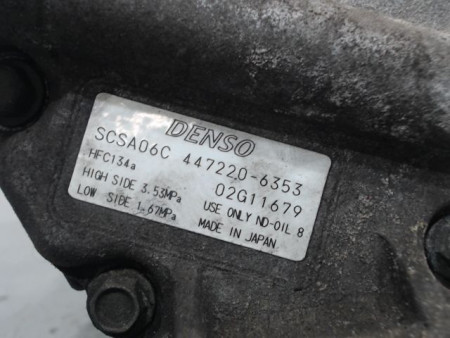 DENSO
SCSA06C 447220-6353
HFC134a 02G11679
HIGH SIDE 3.53MPa USE ONLY ND-OIL 8
LOW SIDE 1.67MPa MADE IN JAPAN